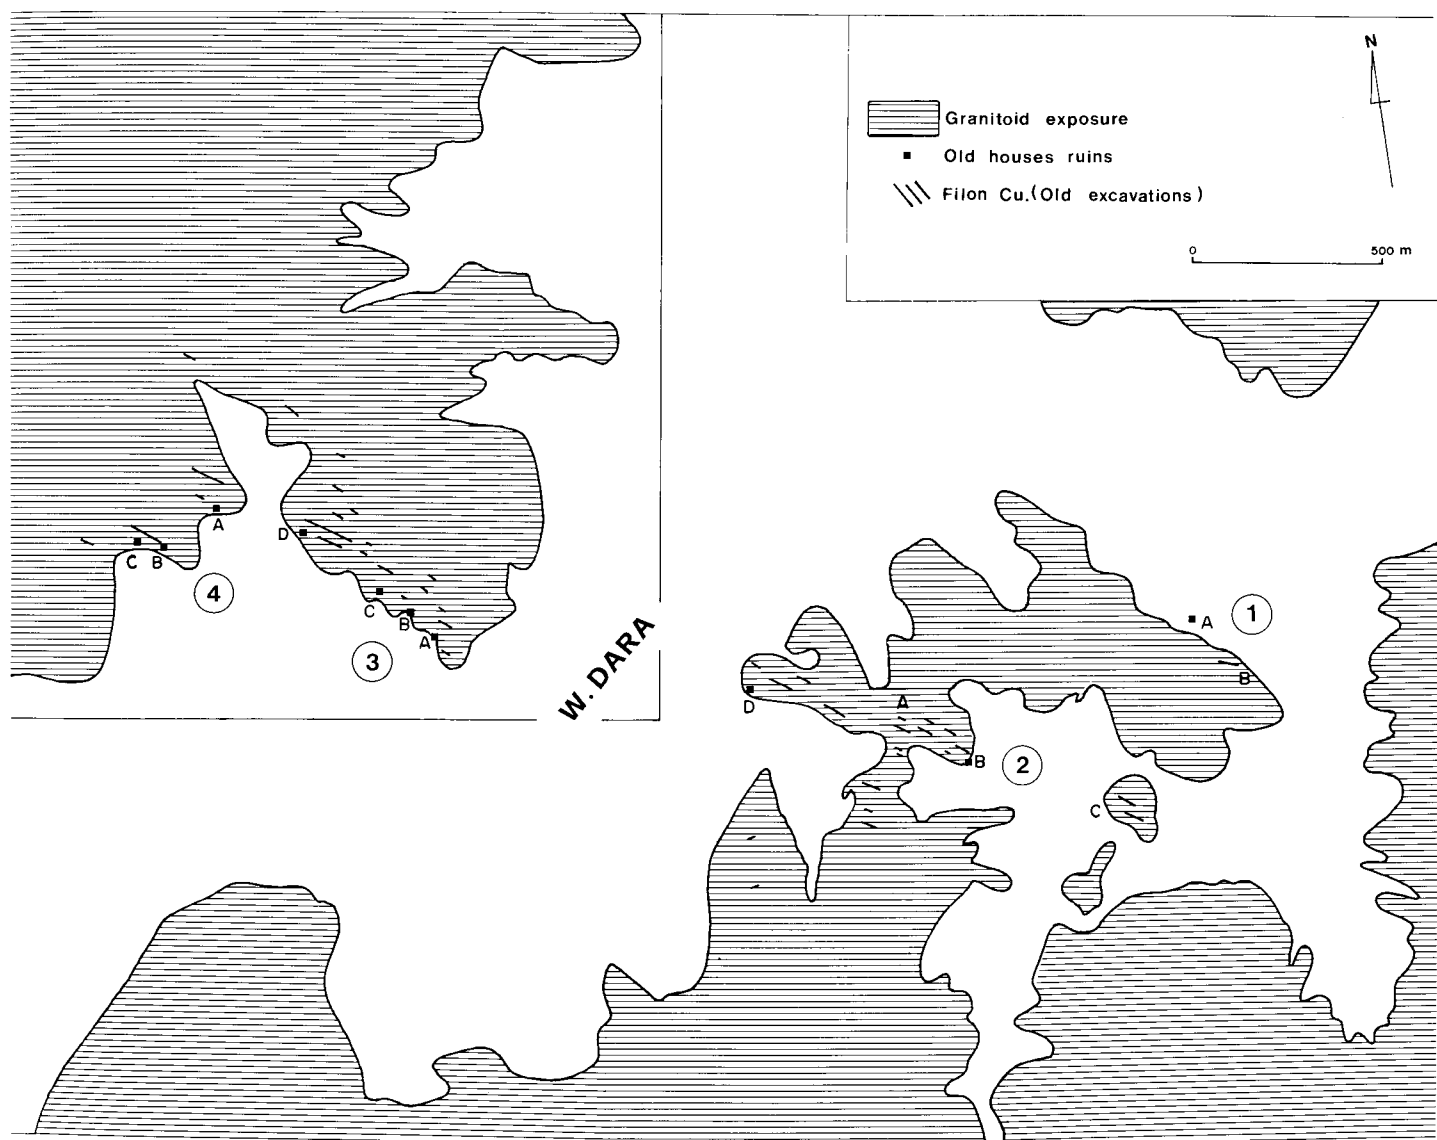 N
Granitoid exposure
Old houses ruins
Filon Cu.(Old excavations)
0 500 m
A
D
C B
4
C
B
A
3
W. DARA
A
1
B
D
A
B
2
C